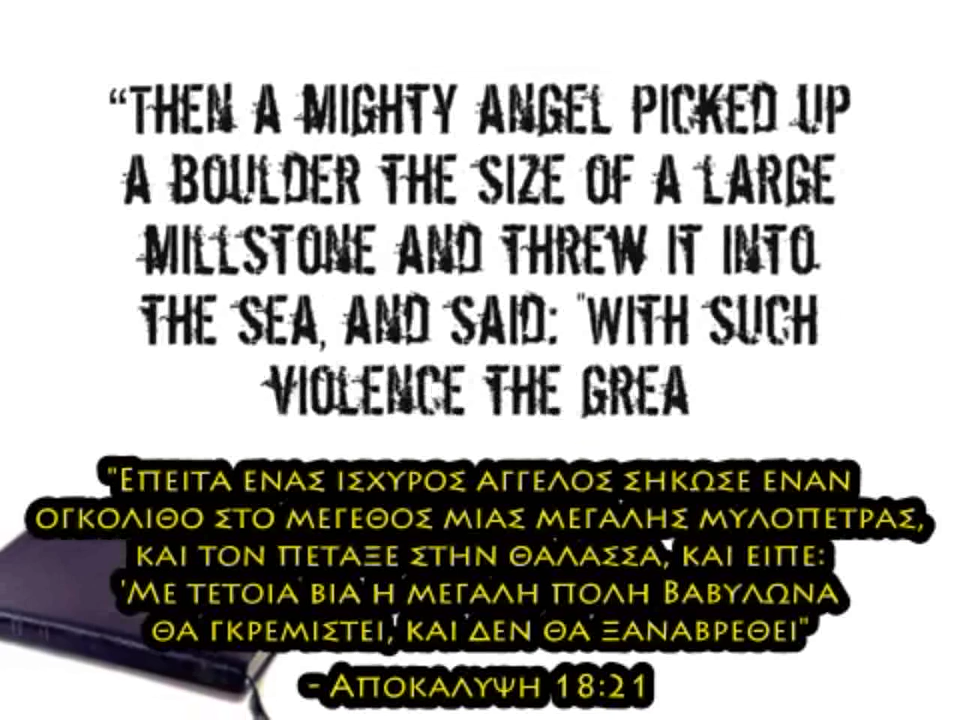 “THEN A MIGHTY ANGEL PICKED UP
A BOULDER THE SIZE OF A LARGE
MILLSTONE AND THREW IT INTO
THE SEA, AND SAID: "WITH SUCH
VIOLENCE THE GREA
"ΕΠΕΙΤΑ ΕΝΑΣ ΙΣΧΥΡΟΣ ΑΓΓΕΛΟΣ ΣΗΚΩΣΕ ΕΝΑΝ
ΟΓΚΟΛΙΘΟ ΣΤΟ ΜΕΓΕΘΟΣ ΜΙΑΣ ΜΕΓΑΛΗΣ ΜΥΛΟΠΕΤΡΑΣ,
ΚΑΙ ΤΟΝ ΠΕΤΑΞΕ ΣΤΗΝ ΘΑΛΑΣΣΑ, ΚΑΙ ΕΙΠΕ:
'ΜΕ ΤΕΤΟΙΑ ΒΙΑ Η ΜΕΓΑΛΗ ΠΟΛΗ ΒΑΒΥΛΩΝΑ
ΘΑ ΓΚΡΕΜΙΣΤΕΙ, ΚΑΙ ΔΕΝ ΘΑ ΞΑΝΑΒΡΕΘΕΙ"
- ΑΠΟΚΑΛΥΨΗ 18:21